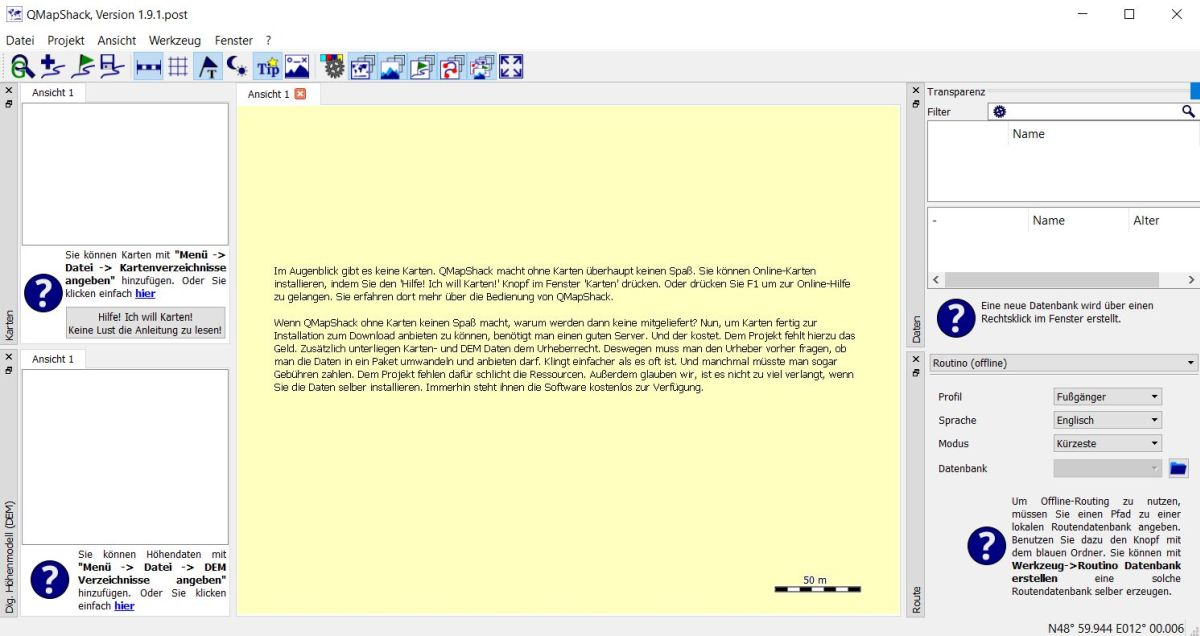 QMapShack, Version 1.9.1.post
Datei Projekt Ansicht Werkzeug Fenster ?
T Tip
Ansicht 1
Sie können Karten mit "Menü ->
Datei -> Kartenverzeichnisse
angeben" hinzufügen. Oder Sie
klicken einfach hier
Hilfe! Ich will Karten!
Keine Lust die Anleitung zu lesen!
Karten
Ansicht 1
Sie können Höhendaten mit
"Menü -> Datei -> DEM
Verzeichnisse angeben"
hinzufügen. Oder Sie klicken
einfach hier
Dig. Höhenmodell (DEM)
Ansicht 1
Im Augenblick gibt es keine Karten. QMapShack macht ohne Karten überhaupt keinen Spaß. Sie können Online-Karten
installieren, indem Sie den 'Hilfe! Ich will Karten!' Knopf im Fenster 'Karten' drücken. Oder drücken Sie F1 um zur Online-Hilfe
zu gelangen. Sie erfahren dort mehr über die Bedienung von QMapShack.
Wenn QMapShack ohne Karten keinen Spaß macht, warum werden dann keine mitgeliefert? Nun, um Karten fertig zur
Installation zum Download anbieten zu können, benötigt man einen guten Server. Und der kostet. Dem Projekt fehlt hierzu das
Geld. Zusätzlich unterliegen Karten- und DEM Daten dem Urheberrecht. Deswegen muss man den Urheber vorher fragen, ob
man die Daten in ein Paket umwandeln und anbieten darf. Klingt einfacher als es oft ist. Und manchmal müsste man sogar
Gebühren zahlen. Dem Projekt fehlen dafür schlicht die Ressourcen. Außerdem glauben wir, ist es nicht zu viel verlangt, wenn
Sie die Daten selber installieren. Immerhin steht ihnen die Software kostenlos zur Verfügung.
50 m
Transparenz
Filter
Name
- Name Alter
Eine neue Datenbank wird über einen
Rechtsklick im Fenster erstellt.
Daten
Routino (offline)
Profil Fußgänger
Sprache Englisch
Modus Kürzeste
Datenbank
Um Offline-Routing zu nutzen,
müssen Sie einen Pfad zu einer
lokalen Routendatenbank angeben.
Benutzen Sie dazu den Knopf mit
dem blauen Ordner. Sie können mit
Werkzeug->Routino Datenbank
erstellen eine solche
Routendatenbank selber erzeugen.
Route
N48° 59.944 E012° 00.006